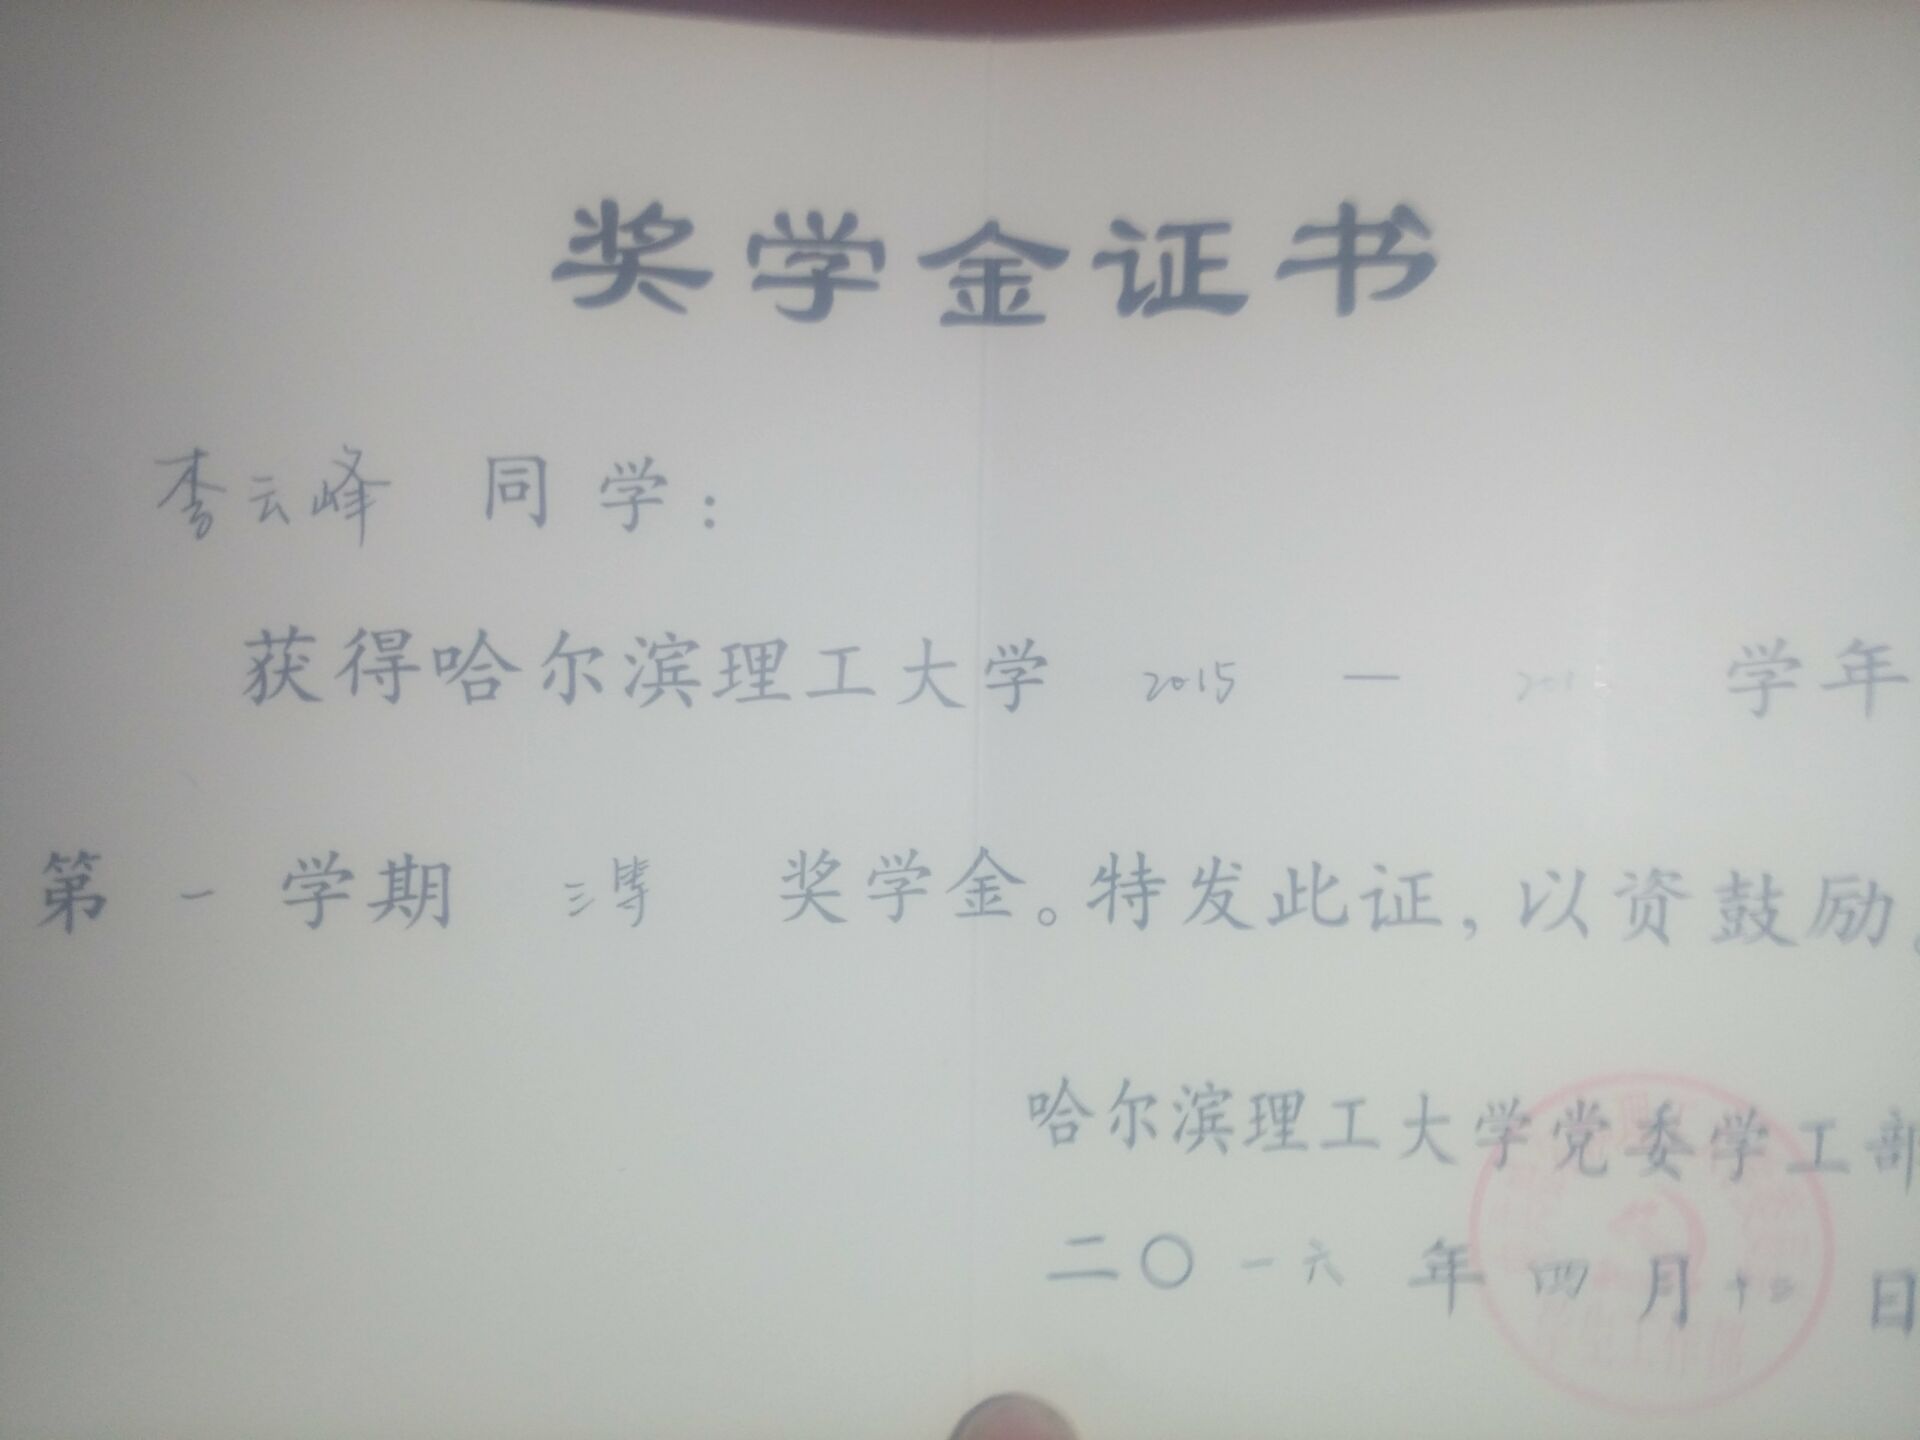 奖学金证书
李云峰 同学：
获得哈尔滨理工大学 2015 — 学年
第 一 学期 三等 奖学金。特发此证，以资鼓励。
哈尔滨理工大学党委学工部
二〇一六年四月十二日